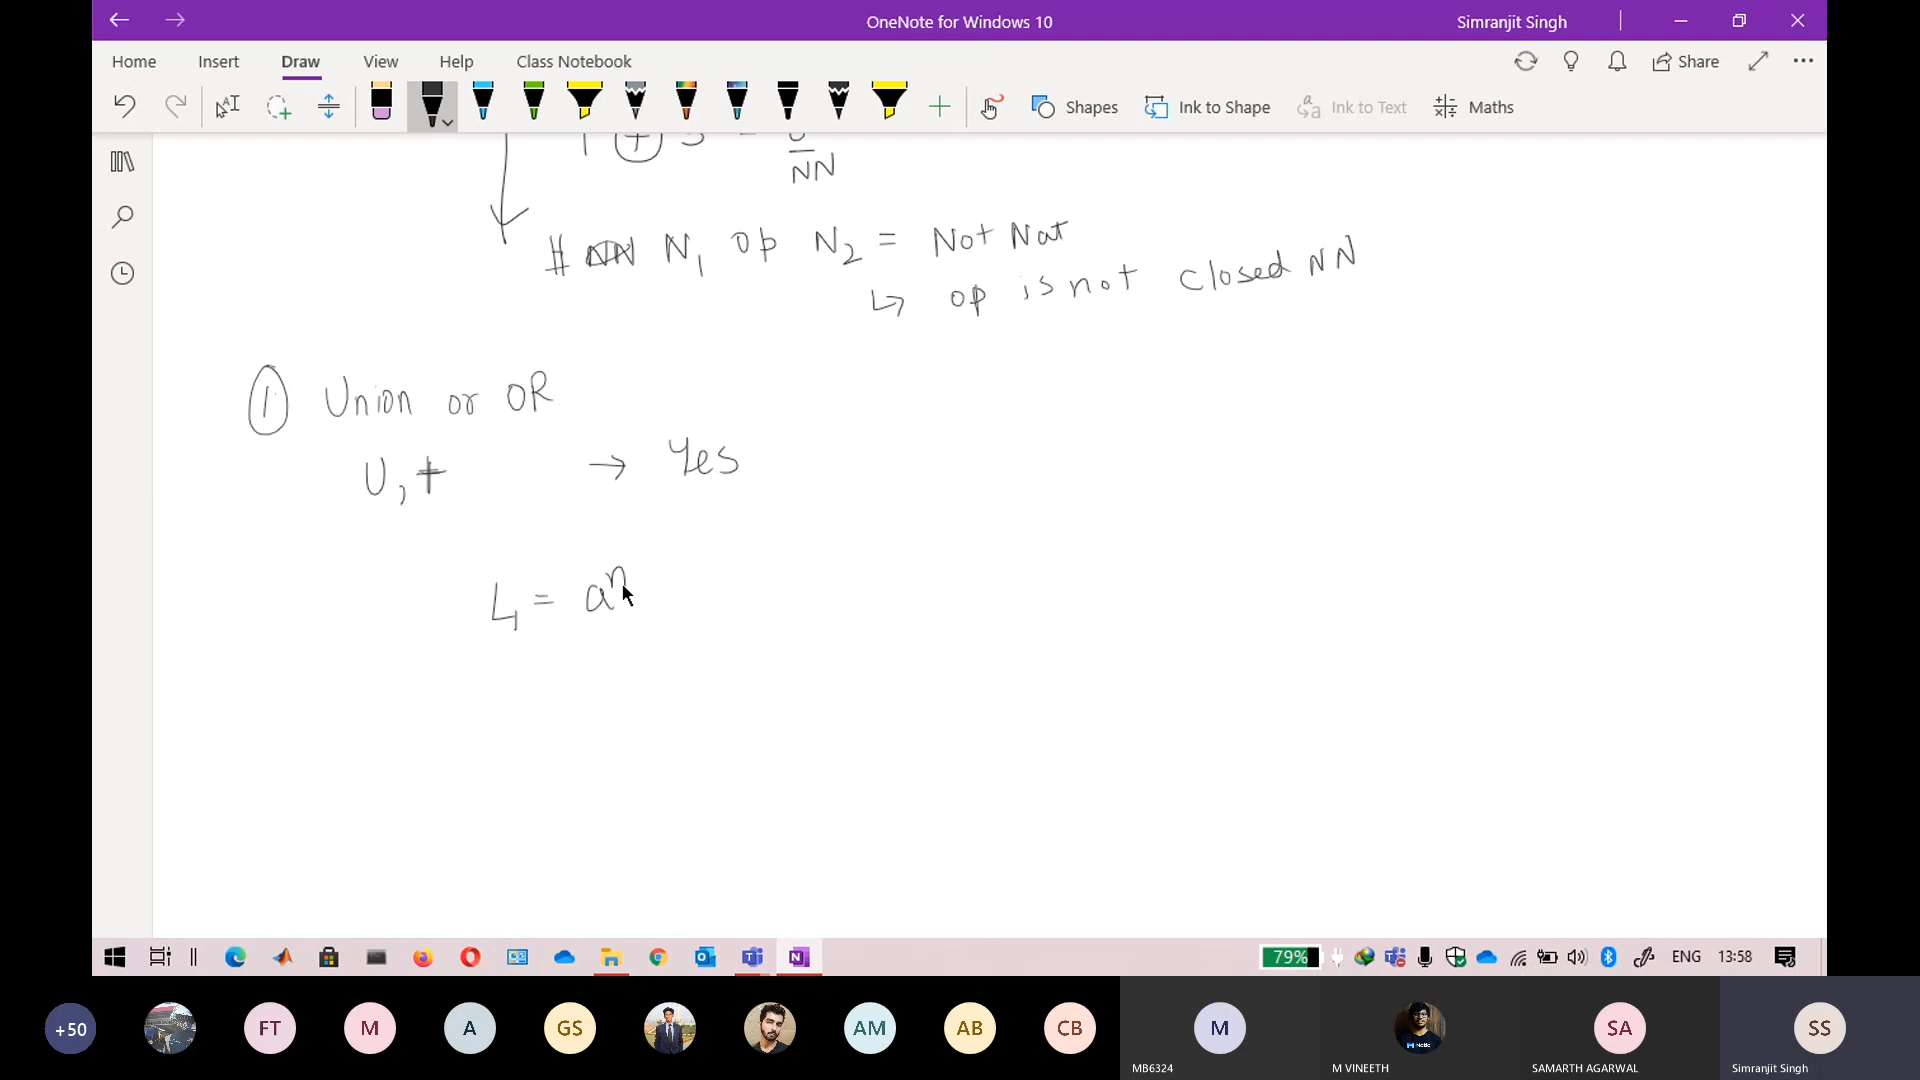 OneNote for Windows 10
Simranjit Singh
Home Insert Draw View Help Class Notebook
Share
Shapes Ink to Shape Ink to Text Maths
NN
N1 op N2 = Not Nat
↳ op is not closed NN
① Union or OR
U, + → Yes
L1 = aⁿ
79% ENG 13:58
+50 FT M A GS AM AB CB M SA SS
MB6324 M VINEETH SAMARTH AGARWAL Simranjit Singh